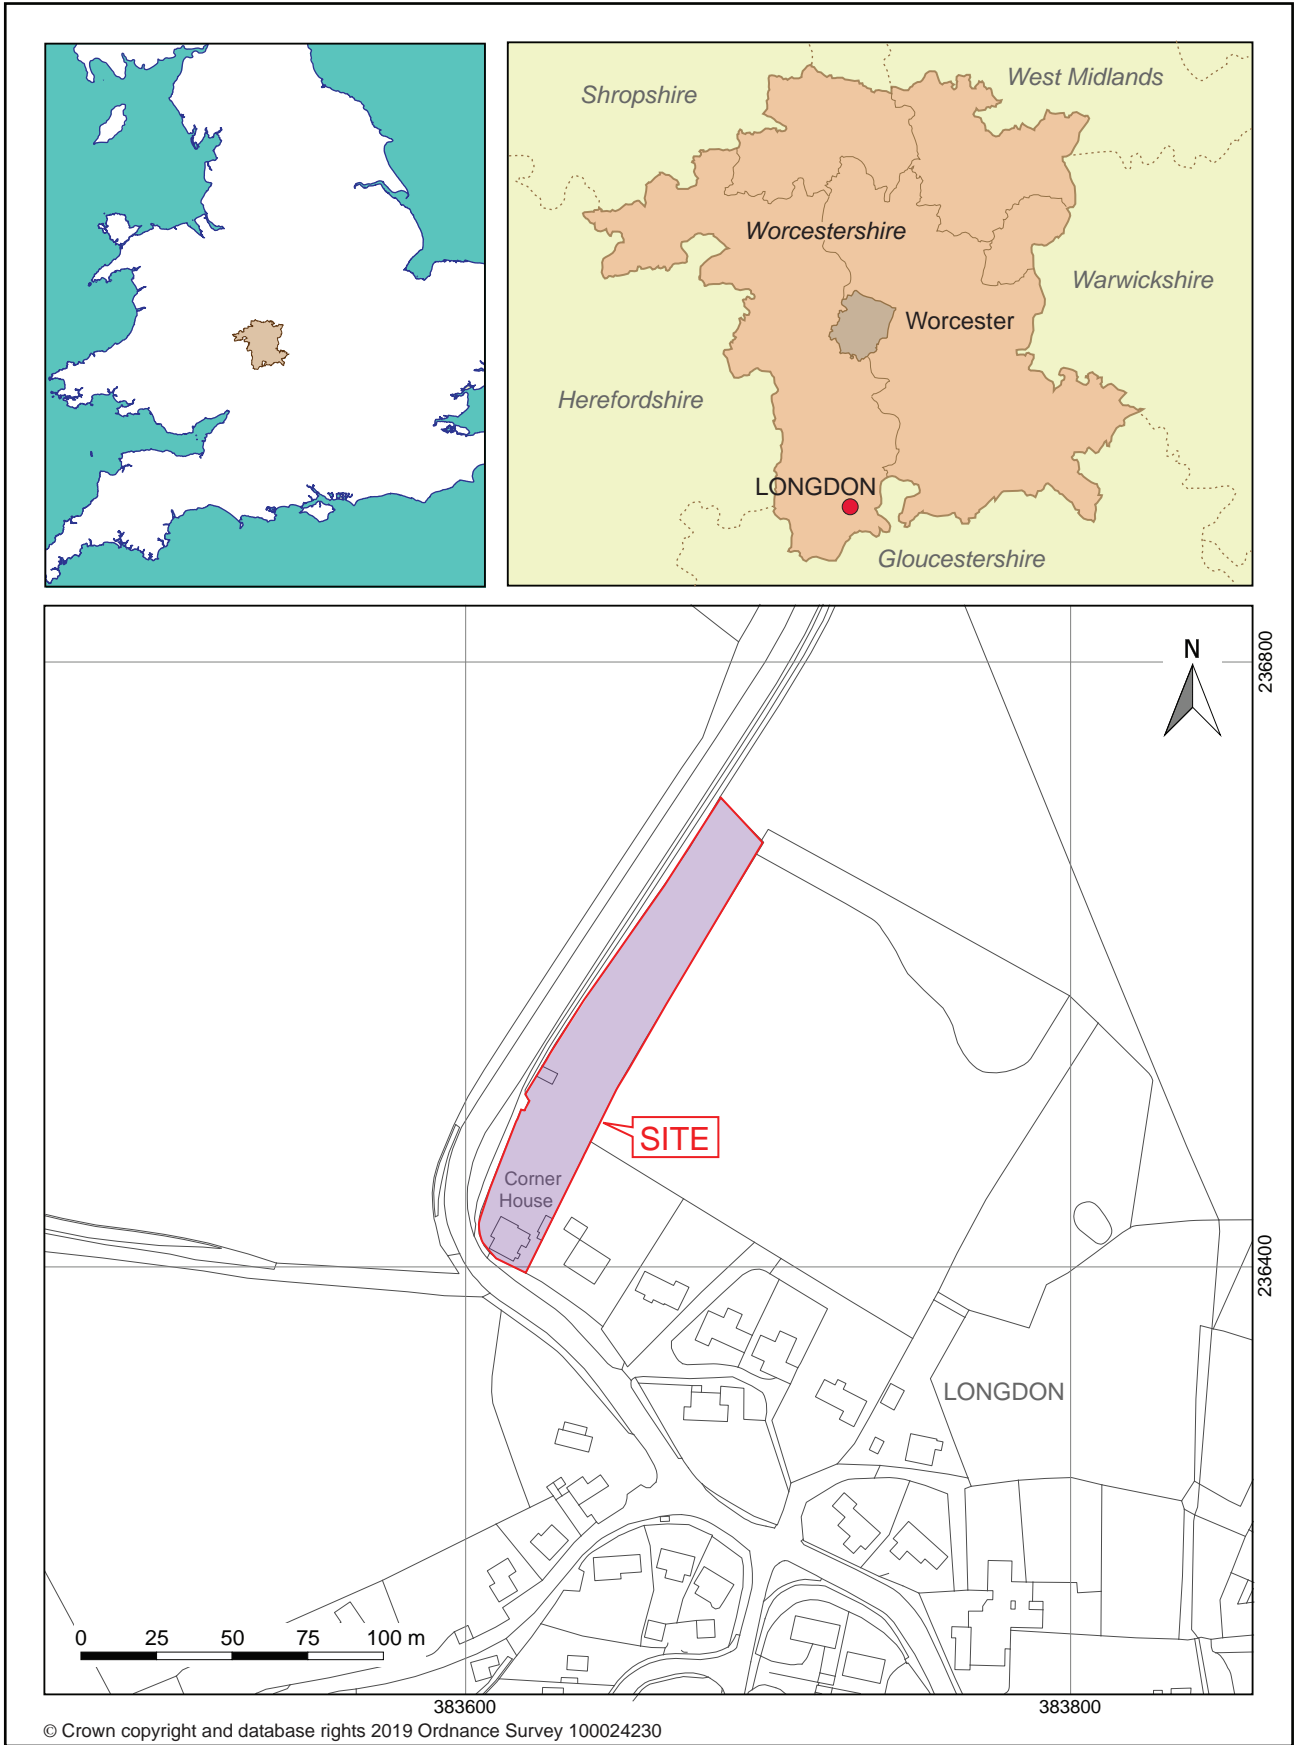 Shropshire
West Midlands
Worcestershire
Warwickshire
Worcester
Herefordshire
LONGDON
Gloucestershire
N
236800
SITE
Corner
House
236400
LONGDON
0 25 50 75 100 m
383600 383800
© Crown copyright and database rights 2019 Ordnance Survey 100024230